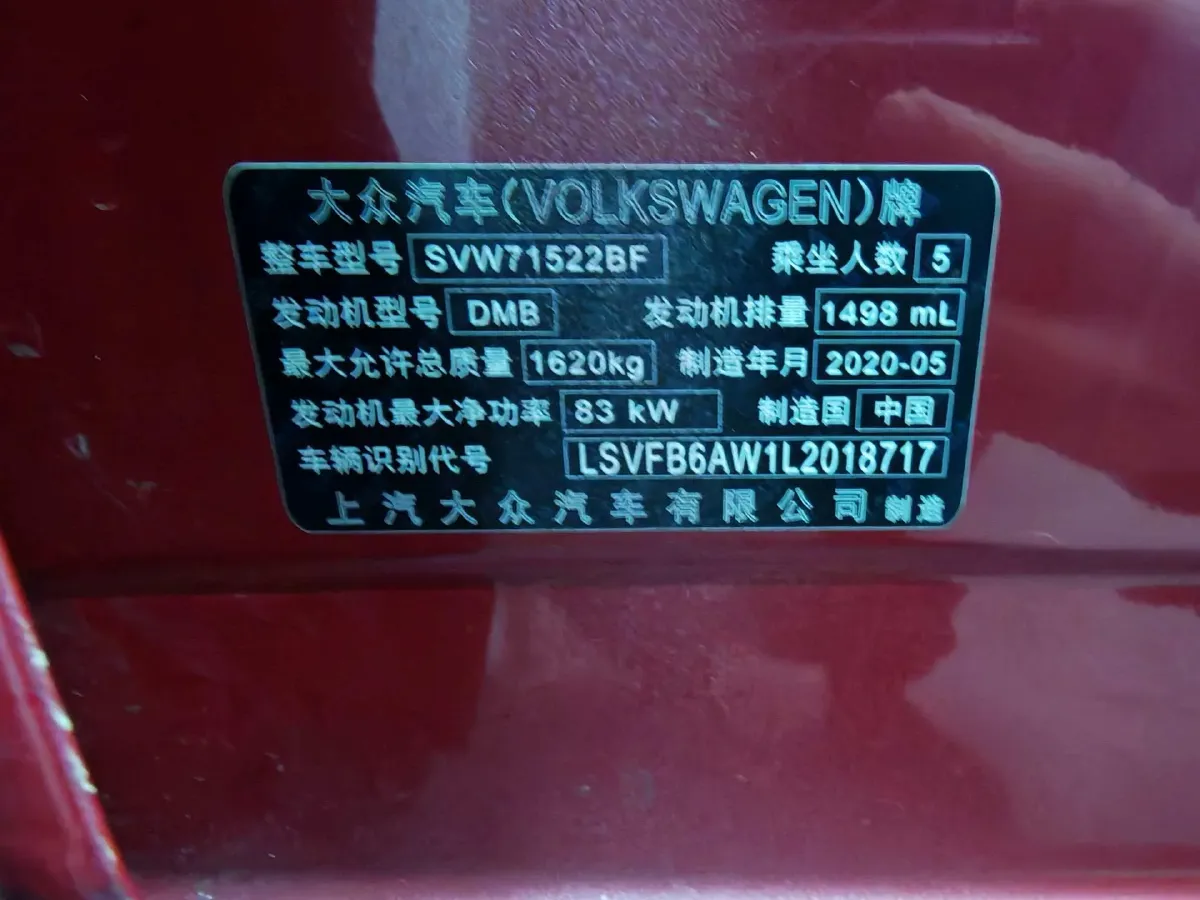 大众汽车(VOLKSWAGEN)牌
整车型号 SVW71522BF 乘坐人数 5
发动机型号 DMB 发动机排量 1498 mL
最大允许总质量 1620kg 制造年月 2020-05
发动机最大净功率 83 kW 制造国 中国
车辆识别代号 LSVFB6AW1L2018717
上汽大众汽车有限公司 制造